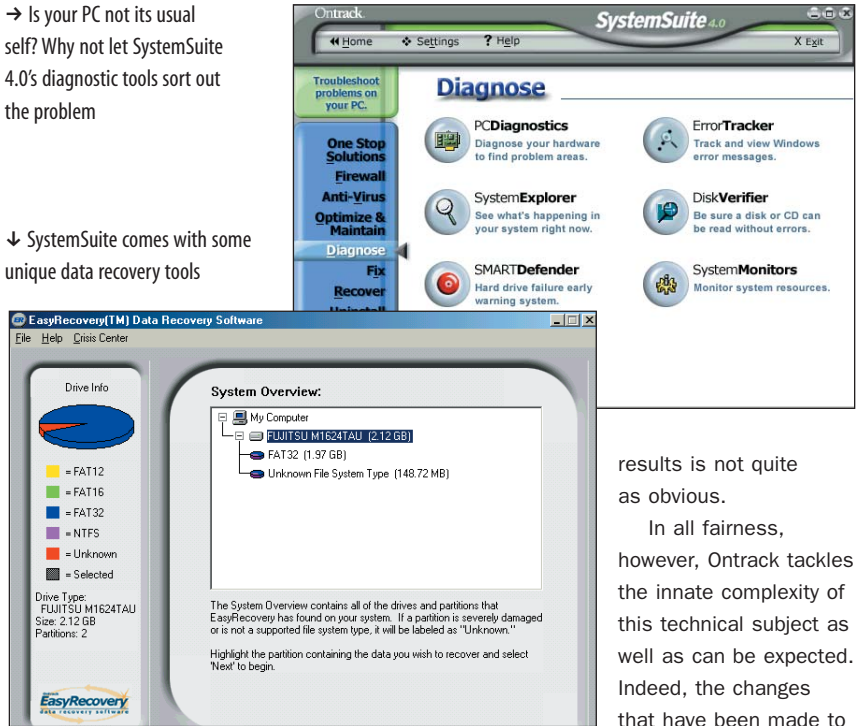 → Is your PC not its usual
self? Why not let SystemSuite
4.0's diagnostic tools sort out
the problem
↓ SystemSuite comes with some
unique data recovery tools
Ontrack
SystemSuite 4.0
Home
Settings
? Help
X Exit
Troubleshoot
problems on
your PC.
One Stop
Solutions
Firewall
Anti-Virus
Optimize &
Maintain
Diagnose
Fix
Recover
Uninstall
Diagnose
PCDiagnostics
Diagnose your hardware
to find problem areas.
ErrorTracker
Track and view Windows
error messages.
SystemExplorer
See what's happening in
your system right now.
DiskVerifier
Be sure a disk or CD can
be read without errors.
SMARTDefender
Hard drive failure early
warning system.
SystemMonitors
Monitor system resources.
ER EasyRecovery(TM) Data Recovery Software
File Help Crisis Center
Drive Info
= FAT12
= FAT16
= FAT32
= NTFS
= Unknown
= Selected
Drive Type:
FUJITSU M1624TAU
Size: 2.12 GB
Partitions: 2
EasyRecovery
data recovery software
System Overview:
My Computer
FUJITSU M1624TAU (2.12 GB)
FAT32 (1.97 GB)
Unknown File System Type (148.72 MB)
The System Overview contains all of the drives and partitions that
EasyRecovery has found on your system. If a partition is severely damaged
or is not a supported file system type, it will be labeled as "Unknown."
Highlight the partition containing the data you wish to recover and select
'Next' to begin.
results is not quite
as obvious.
In all fairness,
however, Ontrack tackles
the innate complexity of
this technical subject as
well as can be expected.
Indeed, the changes
that have been made to